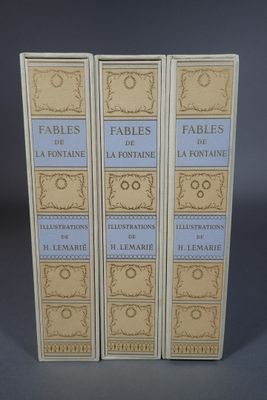 FABLES
DE
LA FONTAINE
ILLUSTRATIONS
DE
H. LEMARIÉ
FABLES
DE
LA FONTAINE
ILLUSTRATIONS
DE
H. LEMARIÉ
FABLES
DE
LA FONTAINE
ILLUSTRATIONS
DE
H. LEMARIÉ